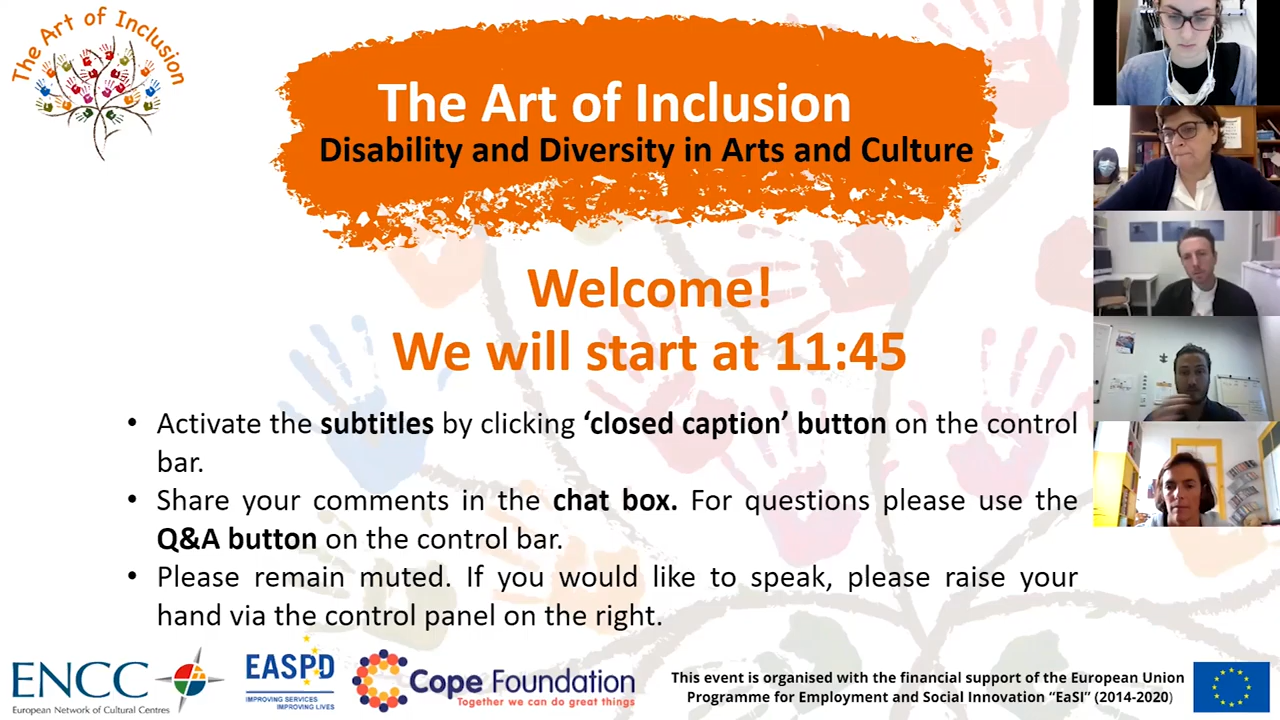 The Art of Inclusion
The Art of Inclusion
Disability and Diversity in Arts and Culture
Welcome!
We will start at 11:45
• Activate the subtitles by clicking ‘closed caption’ button on the control
bar.
• Share your comments in the chat box. For questions please use the
Q&A button on the control bar.
• Please remain muted. If you would like to speak, please raise your
hand via the control panel on the right.
ENCC
European Network of Cultural Centres
EASPD
IMPROVING SERVICES
IMPROVING LIVES
Cope Foundation
Together we can do great things
This event is organised with the financial support of the European Union
Programme for Employment and Social Innovation “EaSI” (2014-2020)